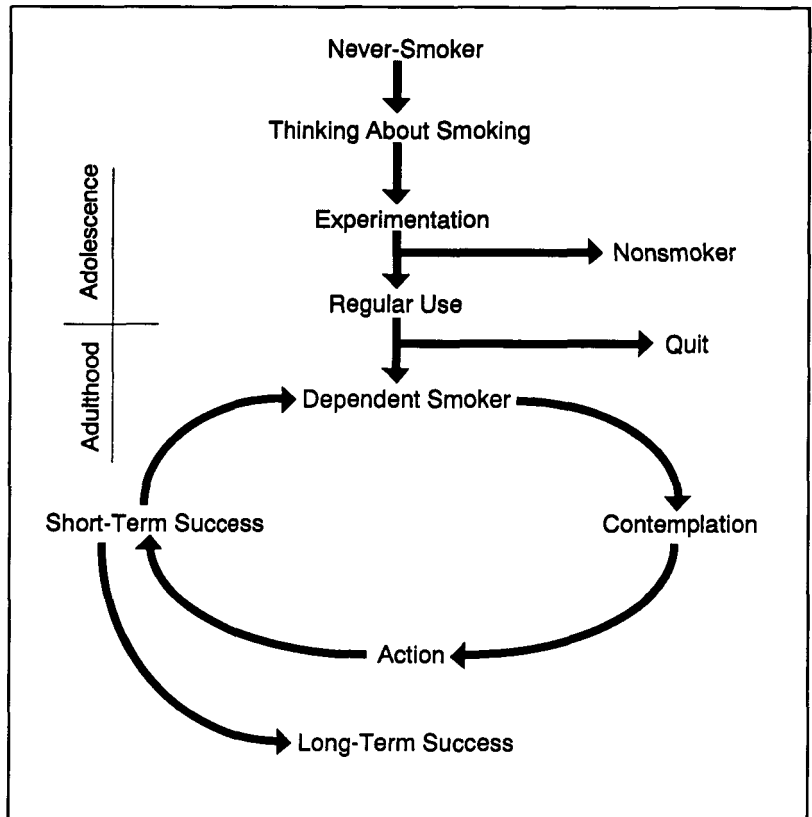 Never-Smoker
Thinking About Smoking
Adolescence
Experimentation
Nonsmoker
Regular Use
Quit
Adulthood
Dependent Smoker
Short-Term Success
Contemplation
Action
Long-Term Success